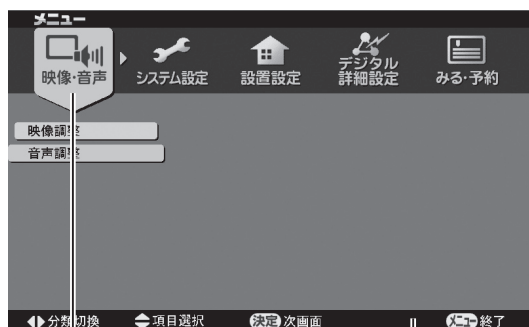 メニュー
映像・音声
システム設定
設置設定
デジタル
詳細設定
みる・予約
映像調整
音声調整
分類切換 項目選択 決定 次画面 メニュー 終了